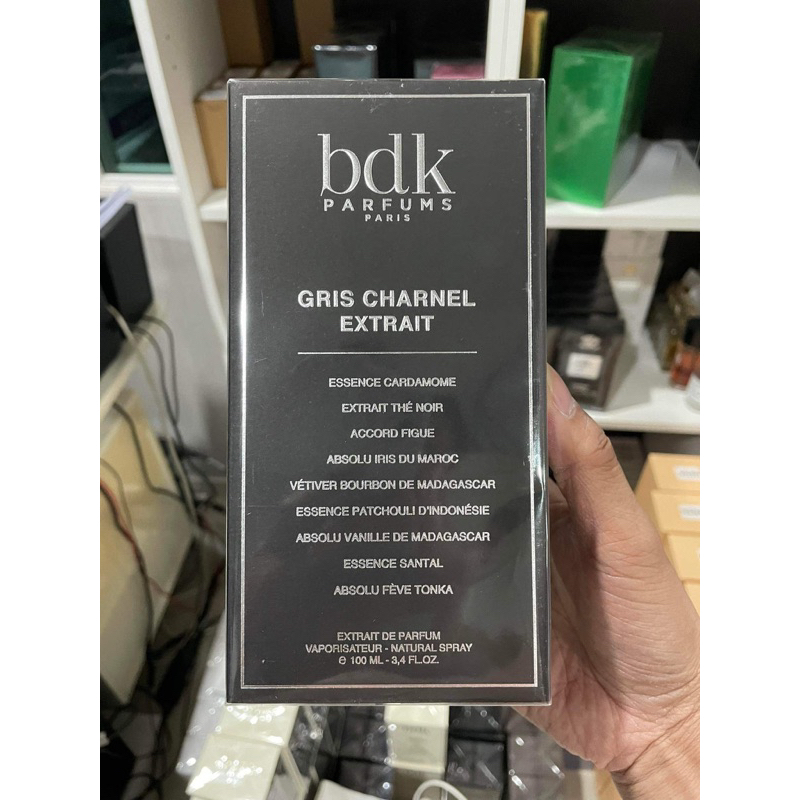 bdk
PARFUMS
PARIS
GRIS CHARNEL
EXTRAIT
ESSENCE CARDAMOME
EXTRAIT THÉ NOIR
ACCORD FIGUE
ABSOLU IRIS DU MAROC
VÉTIVER BOURBON DE MADAGASCAR
ESSENCE PATCHOULI D'INDONÉSIE
ABSOLU VANILLE DE MADAGASCAR
ESSENCE SANTAL
ABSOLU FÈVE TONKA
EXTRAIT DE PARFUM
VAPORISATEUR - NATURAL SPRAY
℮ 100 ML - 3,4 FL.OZ.